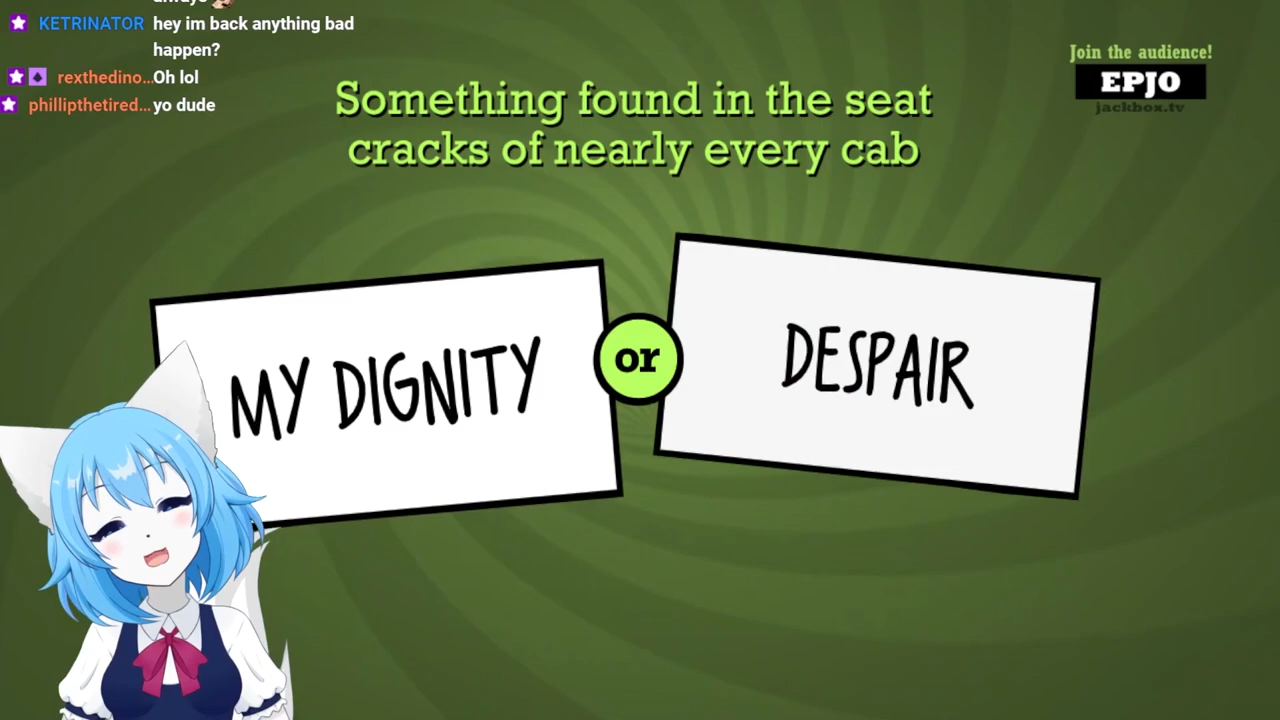 KETRINATOR hey im back anything bad
happen?
rexthedino... Oh lol
phillipthetired... yo dude
Join the audience!
EPJO
jackbox.tv
Something found in the seat
cracks of nearly every cab
MY DIGNITY
or
DESPAIR